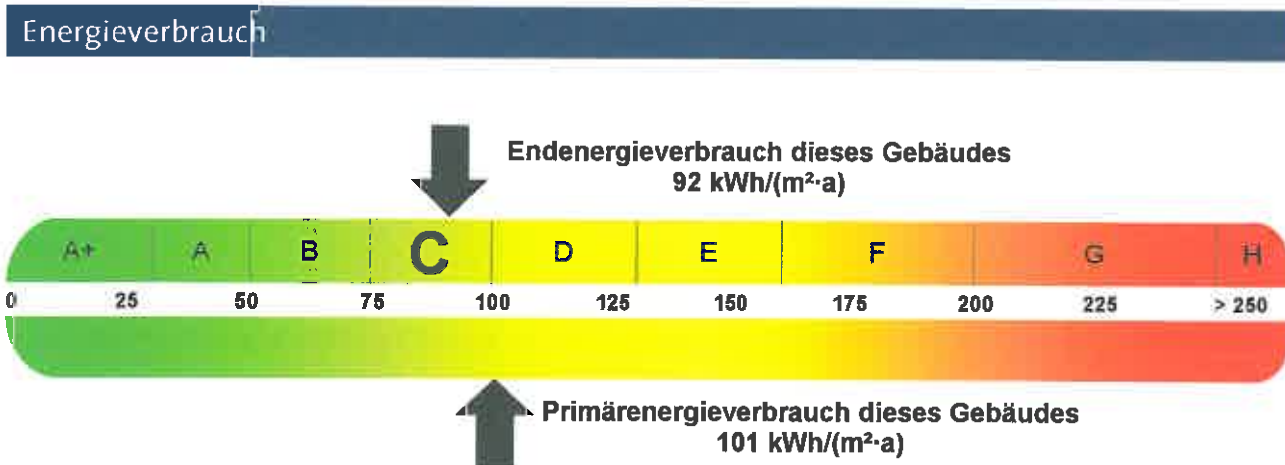 Energieverbrauch
Endenergieverbrauch dieses Gebäudes
92 kWh/(m²·a)
A+ A B C D E F G H
0 25 50 75 100 125 150 175 200 225 > 250
Primärenergieverbrauch dieses Gebäudes
101 kWh/(m²·a)